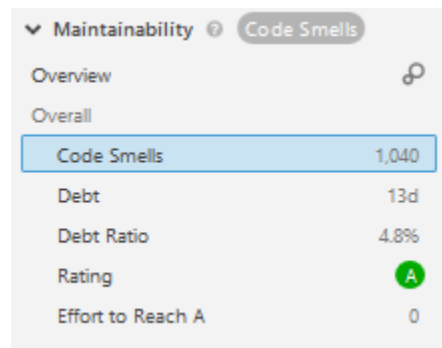 Maintainability ? Code Smells
Overview
Overall
Code Smells 1,040
Debt 13d
Debt Ratio 4.8%
Rating A
Effort to Reach A 0